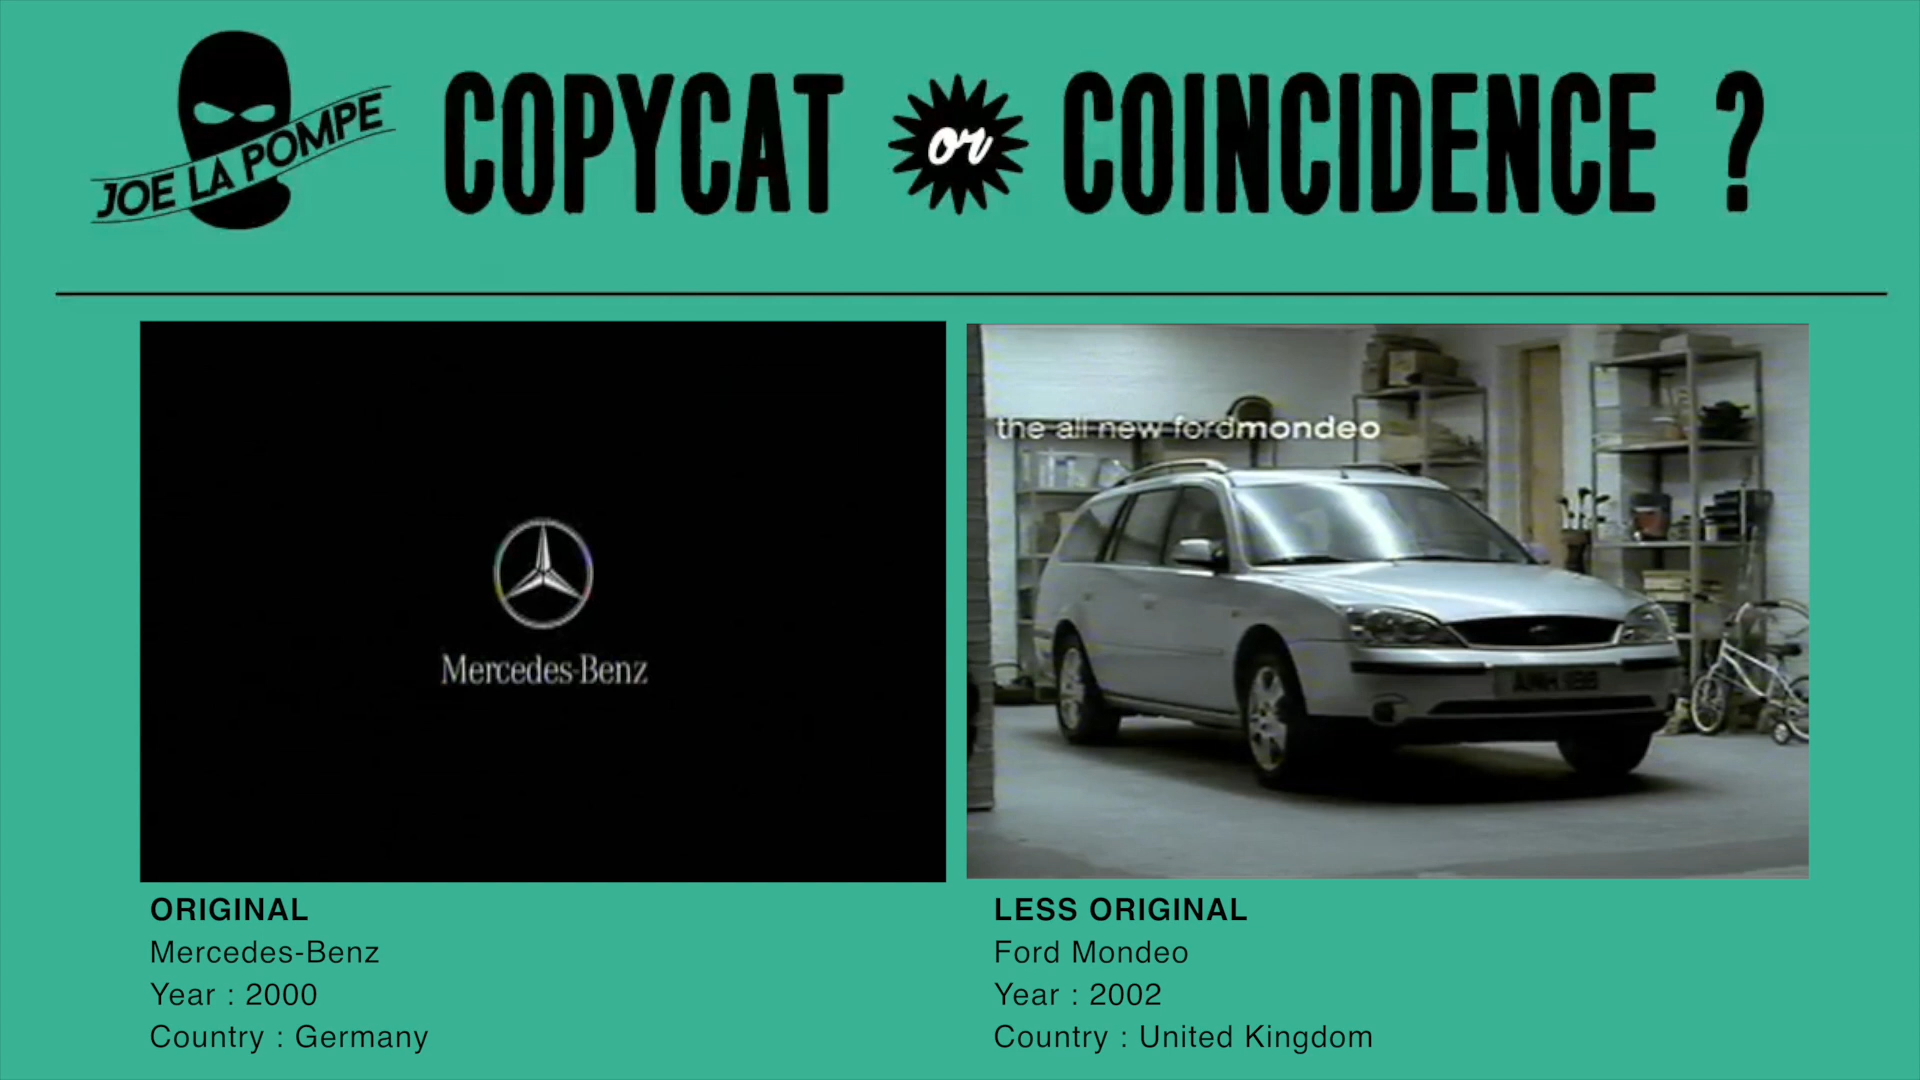 JOE LA POMPE
COPYCAT or COINCIDENCE ?
Mercedes-Benz
the all new fordmondeo
ORIGINAL
Mercedes-Benz
Year : 2000
Country : Germany
LESS ORIGINAL
Ford Mondeo
Year : 2002
Country : United Kingdom